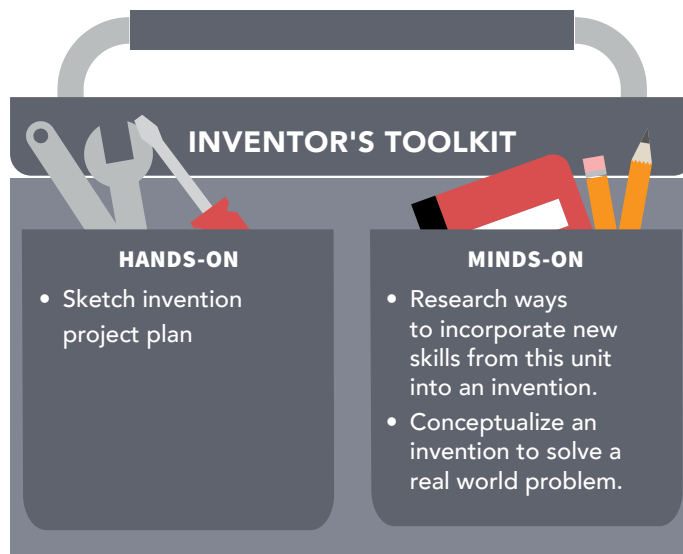 INVENTOR'S TOOLKIT
HANDS-ON
• Sketch invention
project plan
MINDS-ON
• Research ways
to incorporate new
skills from this unit
into an invention.
• Conceptualize an
invention to solve a
real world problem.